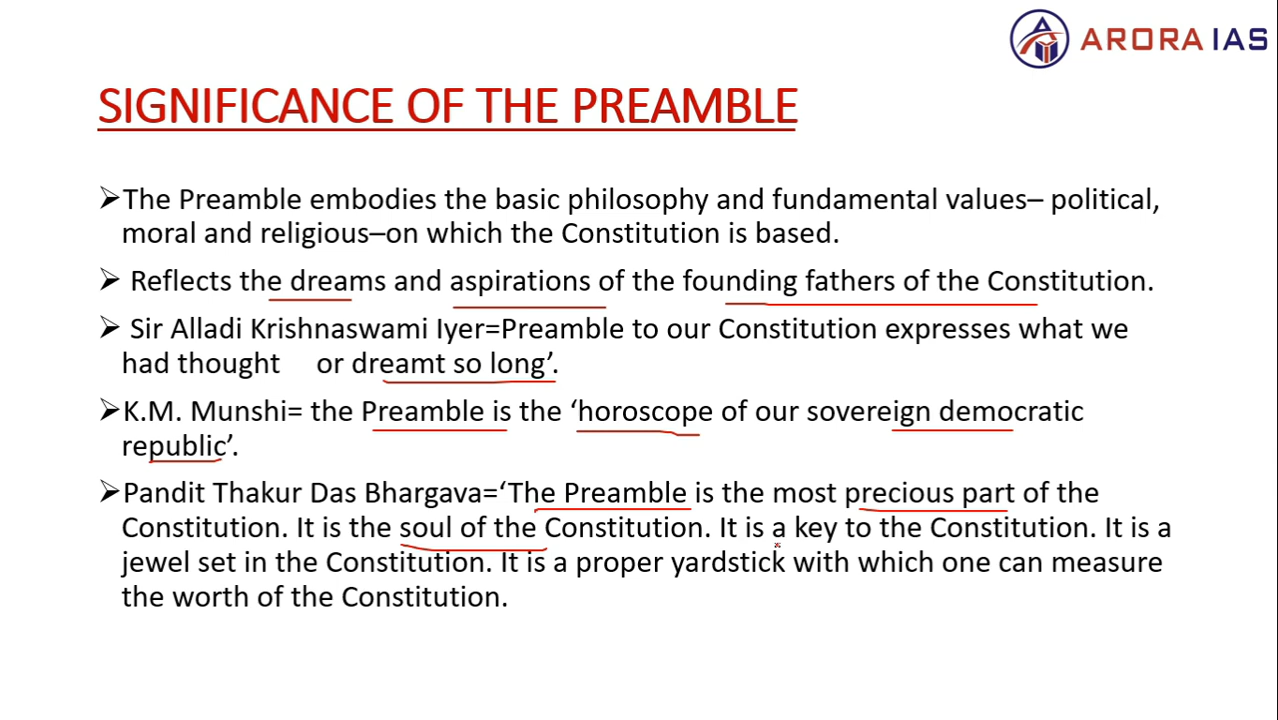 ARORA IAS
SIGNIFICANCE OF THE PREAMBLE
➢The Preamble embodies the basic philosophy and fundamental values– political,
moral and religious–on which the Constitution is based.
➢ Reflects the dreams and aspirations of the founding fathers of the Constitution.
➢ Sir Alladi Krishnaswami Iyer=Preamble to our Constitution expresses what we
had thought or dreamt so long’.
➢K.M. Munshi= the Preamble is the ‘horoscope of our sovereign democratic
republic’.
➢Pandit Thakur Das Bhargava=‘The Preamble is the most precious part of the
Constitution. It is the soul of the Constitution. It is a key to the Constitution. It is a
jewel set in the Constitution. It is a proper yardstick with which one can measure
the worth of the Constitution.